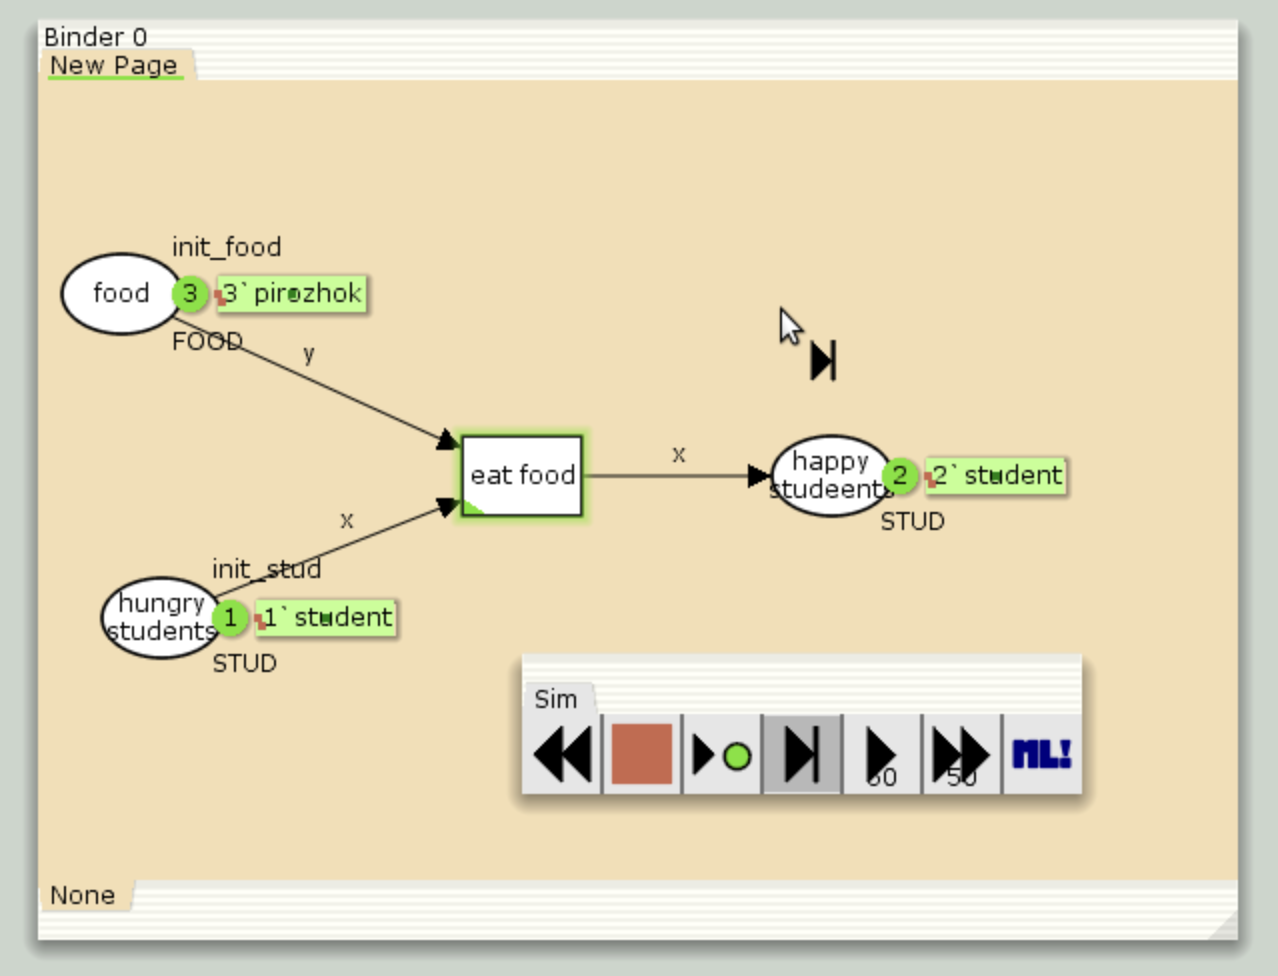 Binder 0
New Page
init_food
food
3
3`pirozhok
FOOD
y
eat food
x
happy
studeents
2
2`student
STUD
x
init_stud
hungry
students
1
1`student
STUD
Sim
50
ML!
None